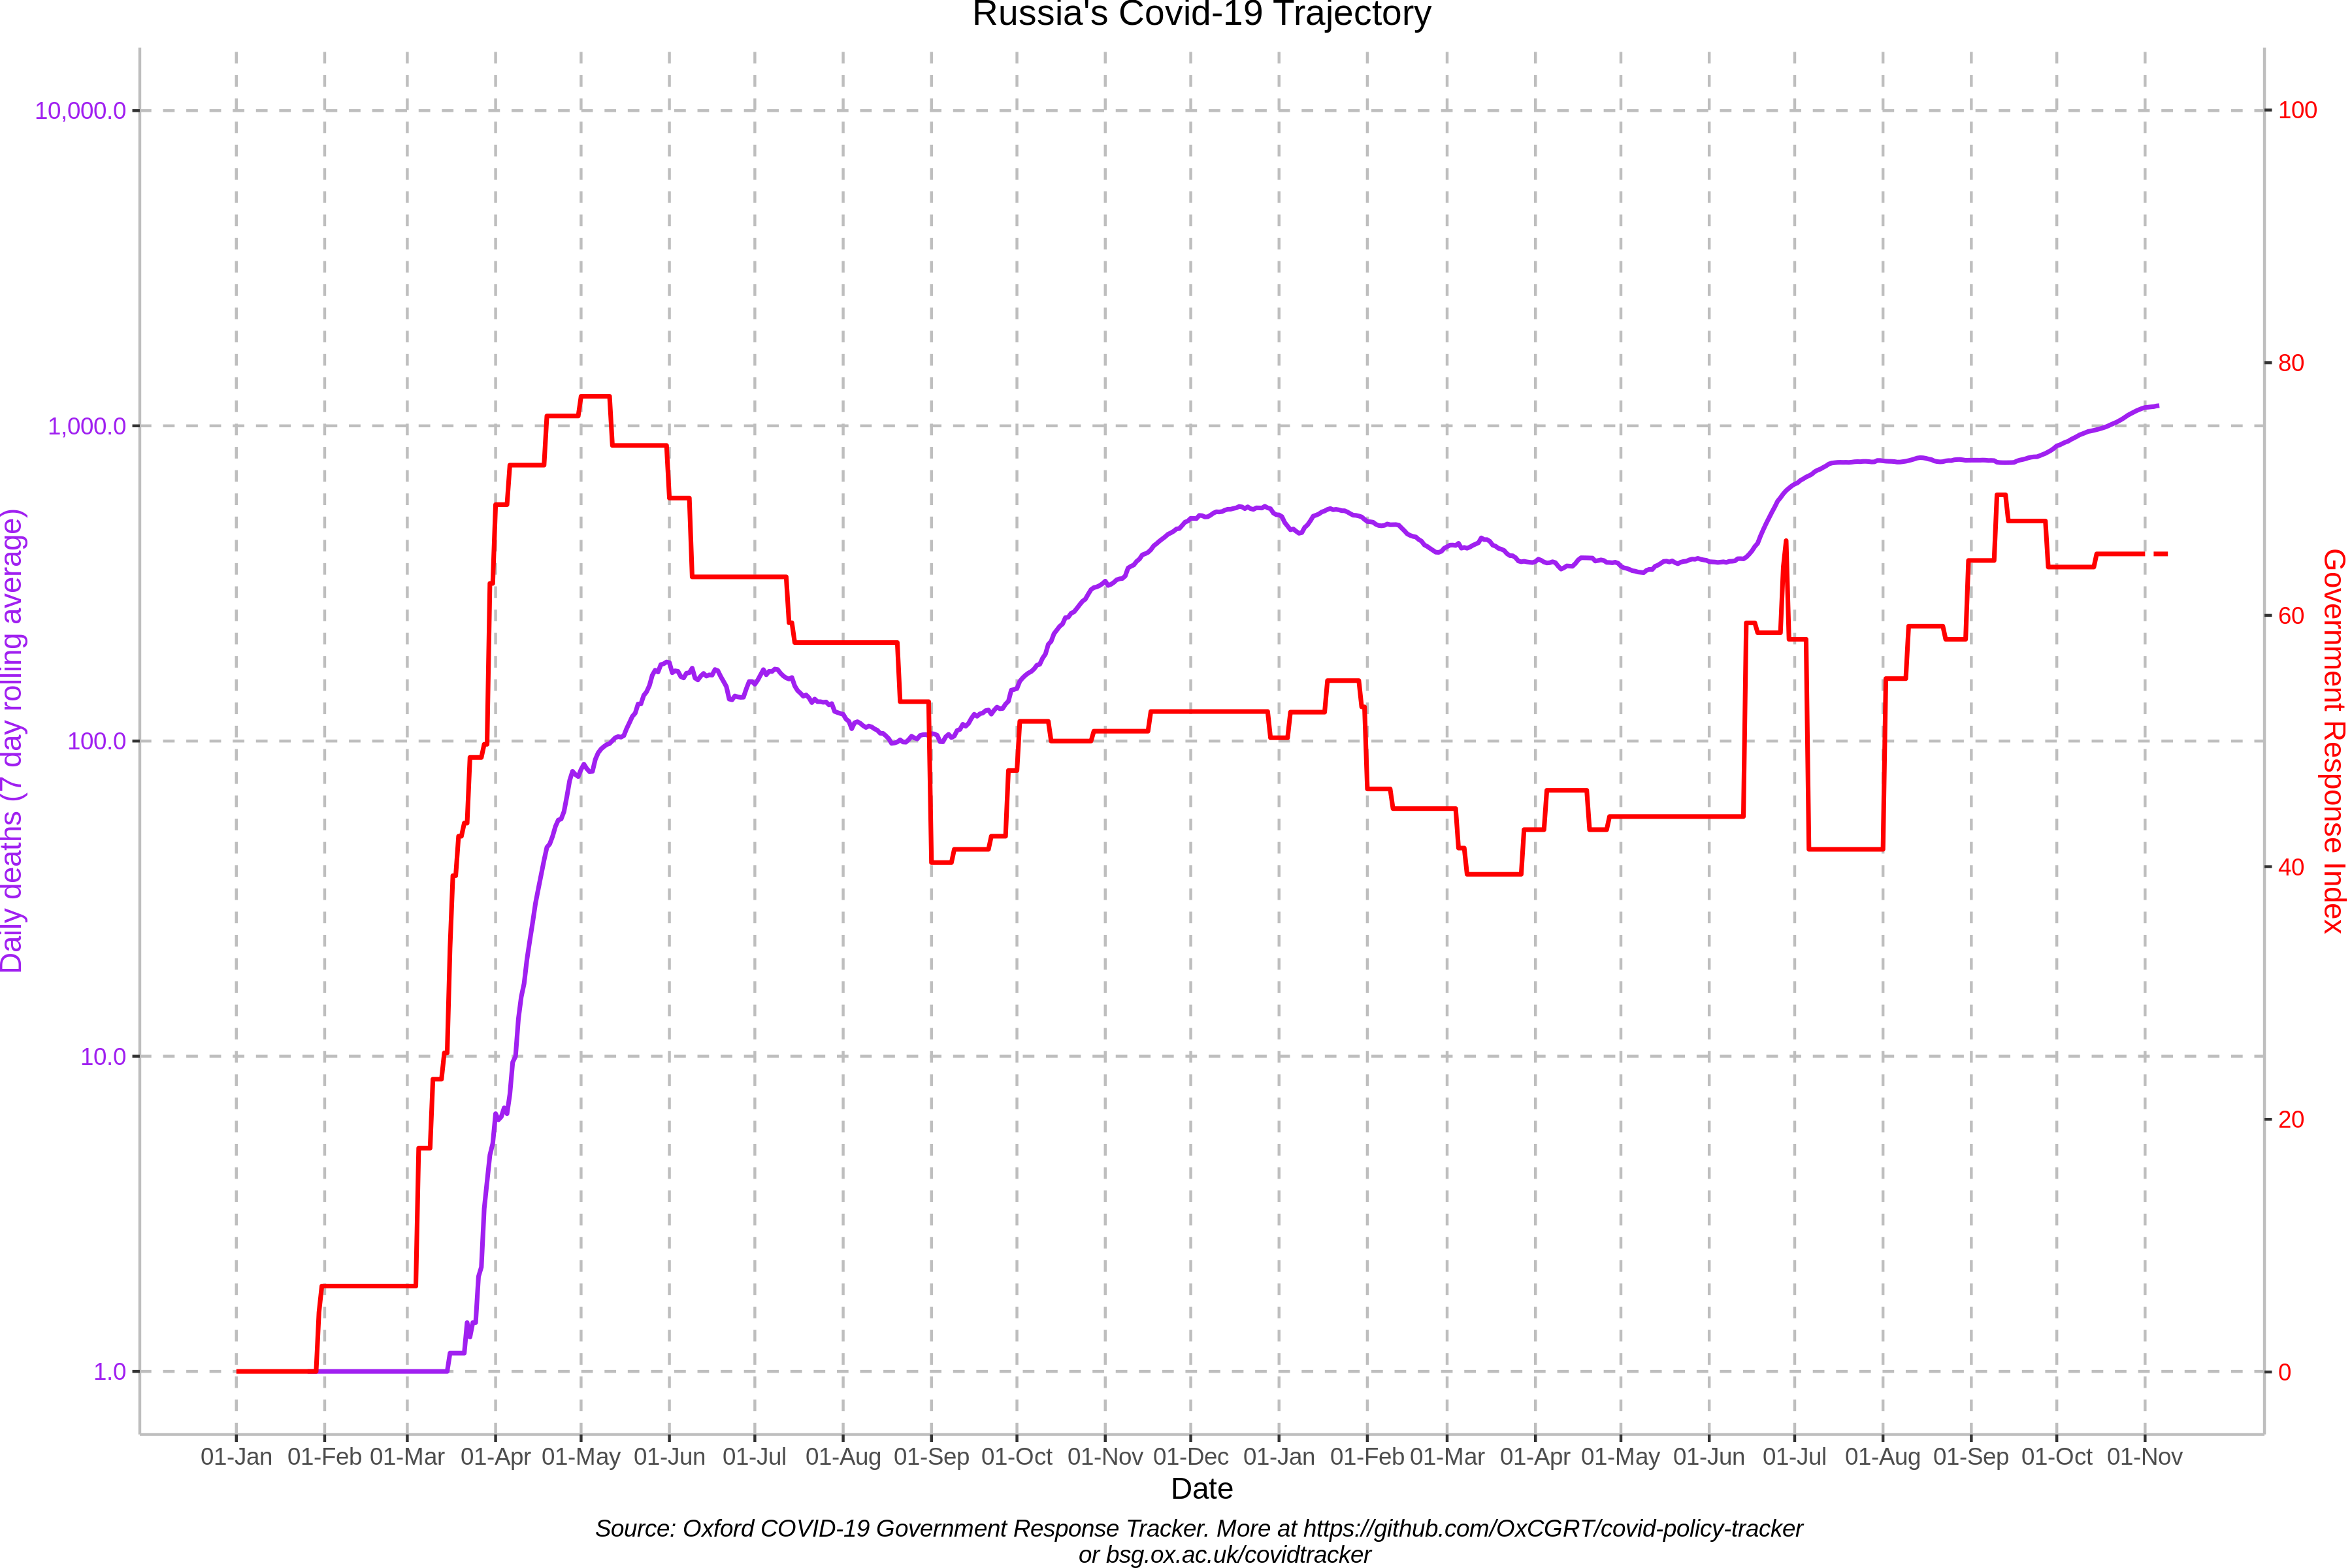 Russia's Covid-19 Trajectory
10,000.0
1,000.0
100.0
10.0
1.0
Daily deaths (7 day rolling average)
100
80
60
40
20
0
Government Response Index
01-Jan 01-Feb 01-Mar 01-Apr 01-May 01-Jun 01-Jul 01-Aug 01-Sep 01-Oct 01-Nov 01-Dec 01-Jan 01-Feb 01-Mar 01-Apr 01-May 01-Jun 01-Jul 01-Aug 01-Sep 01-Oct 01-Nov
Date
Source: Oxford COVID-19 Government Response Tracker. More at https://github.com/OxCGRT/covid-policy-tracker
or bsg.ox.ac.uk/covidtracker